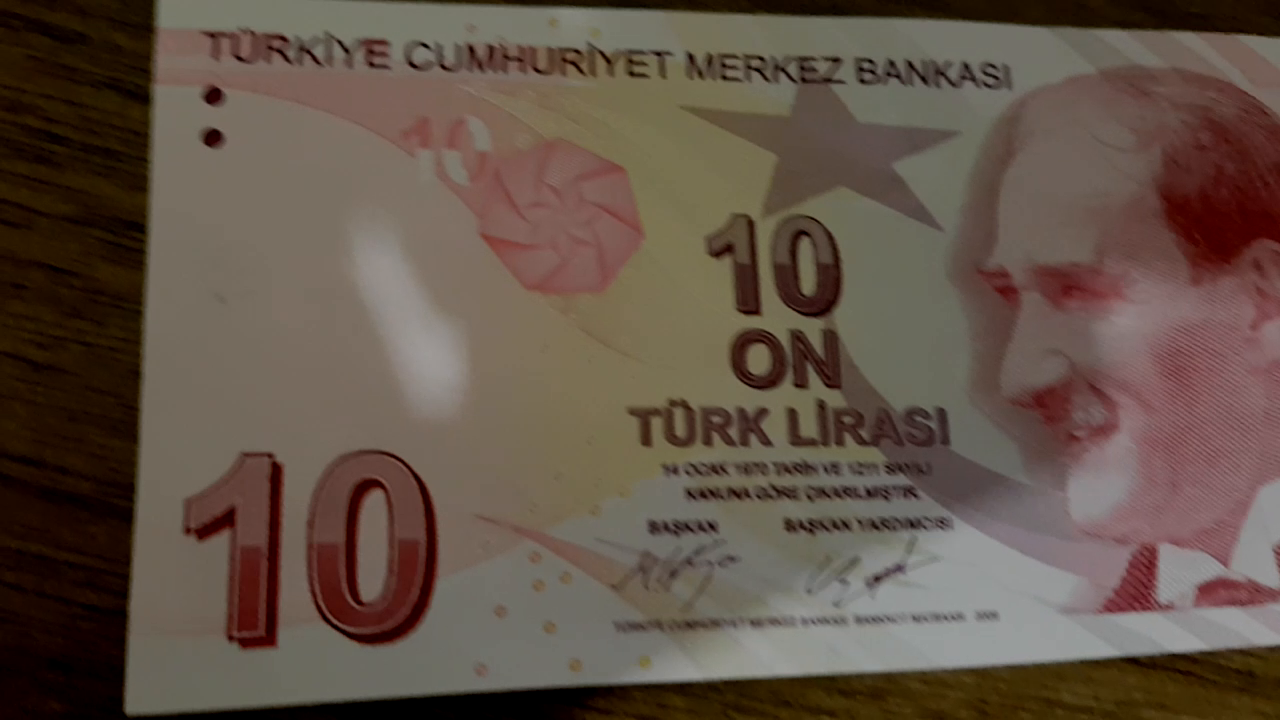 TÜRKİYE CUMHURİYET MERKEZ BANKASI
10
10
ON
TÜRK LİRASI
14 OCAK 1970 TARİH VE 1211 SAYILI
KANUNA GÖRE ÇIKARILMIŞTIR.
BAŞKAN BAŞKAN YARDIMCISI
10
TÜRKİYE CUMHURİYET MERKEZ BANKASI BANKNOT MATBAASI 2009